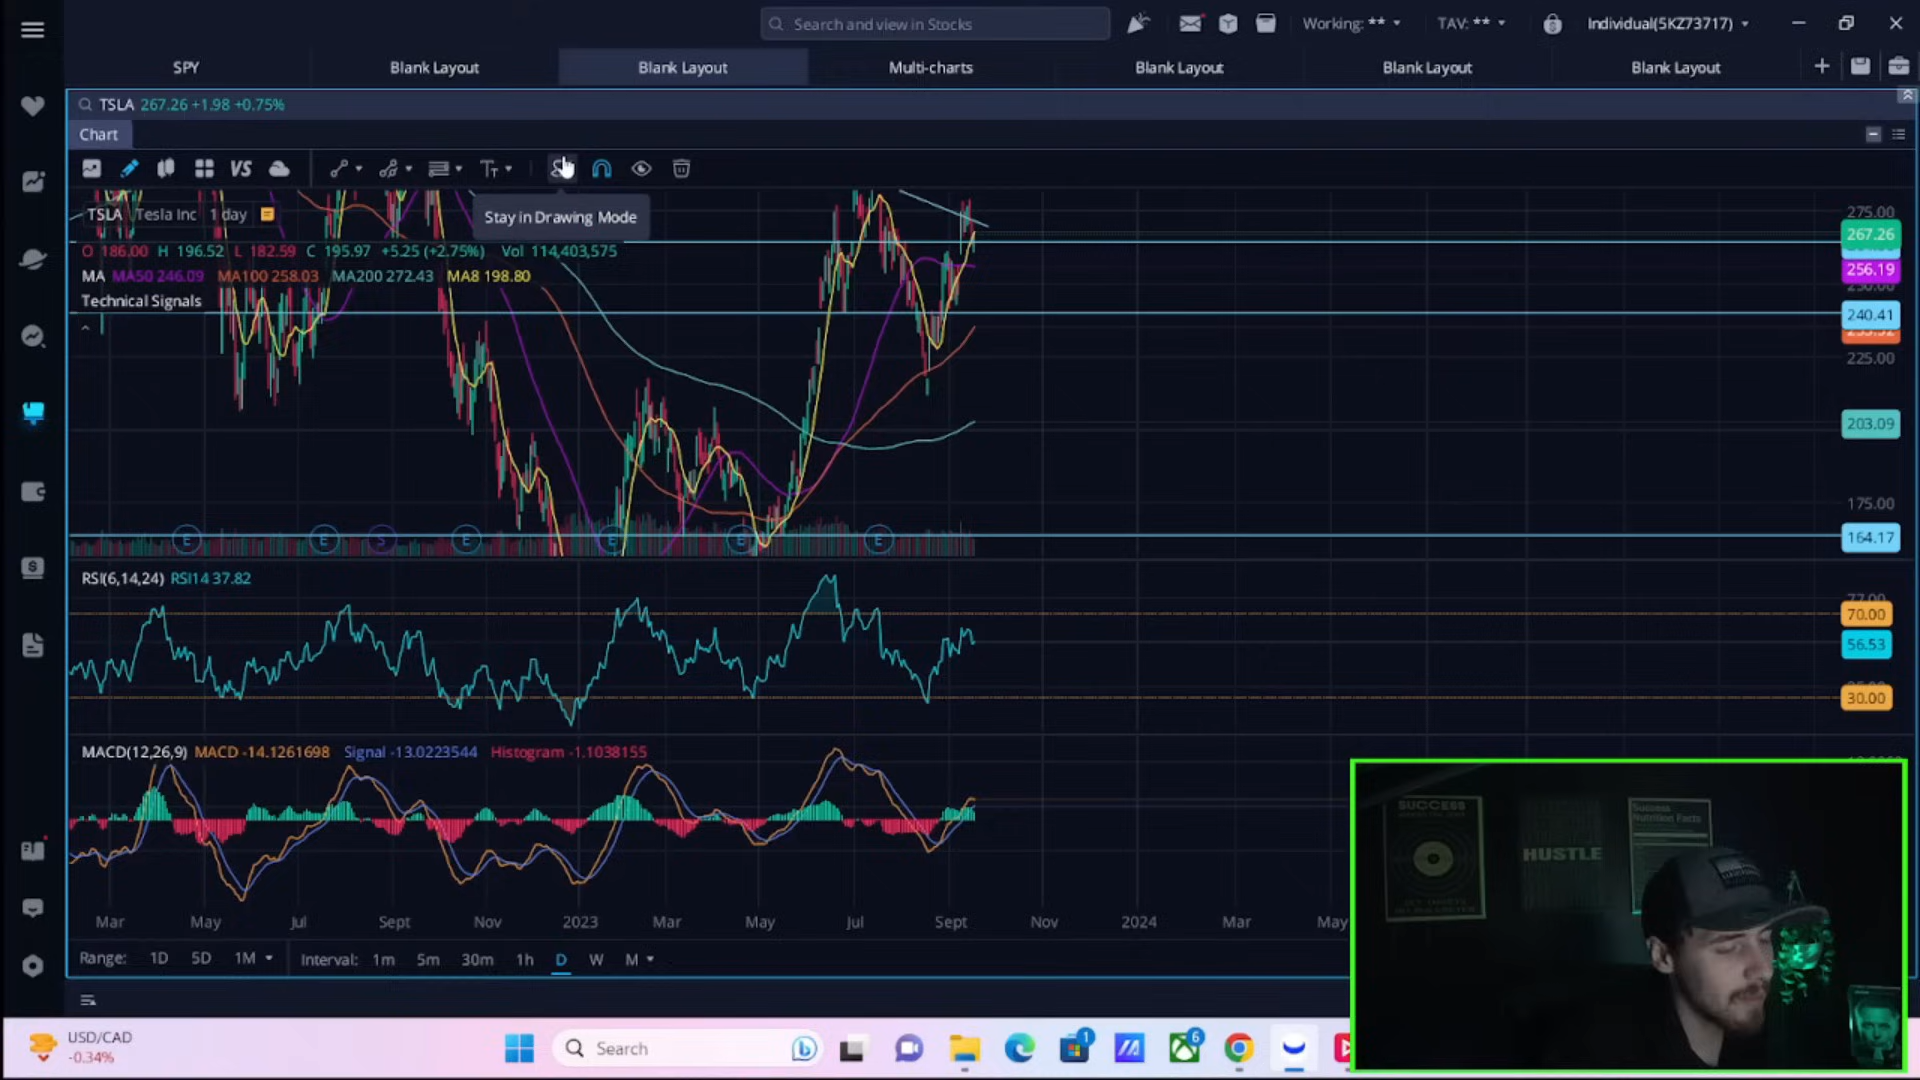 Search and view in Stocks
Working: **
TAV: **
Individual(5KZ73717)
SPY
Blank Layout
Blank Layout
Multi-charts
Blank Layout
Blank Layout
Blank Layout
TSLA 267.26 +1.98 +0.75%
Chart
VS
Stay in Drawing Mode
TSLA Tesla Inc 1 day
O 186.00 H 196.52 L 182.59 C 195.97 +5.25 (+2.75%) Vol 114,403,575
MA MA50 246.09 MA100 258.03 MA200 272.43 MA8 198.80
Technical Signals
275.00
267.26
256.19
250.00
240.41
225.00
203.09
175.00
164.17
E
E
S
E
E
E
E
RSI(6,14,24) RSI14 37.82
70.00
56.53
30.00
MACD(12,26,9) MACD -14.1261698 Signal -13.0223544 Histogram -1.1038155
Mar May Jul Sept Nov 2023 Mar May Jul Sept Nov 2024 Mar May
Range: 1D 5D 1M Interval: 1m 5m 30m 1h D W M
SUCCESS
HUSTLE
Success
Nutrition Facts
USD/CAD
-0.34%
Search
1
6